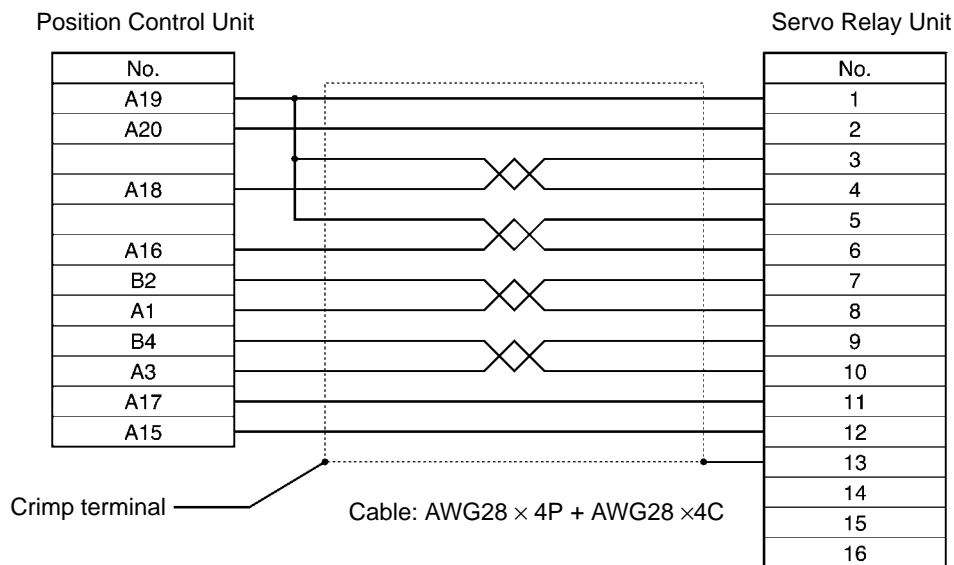 Position Control Unit
Servo Relay Unit
No.
A19
A20
A18
A16
B2
A1
B4
A3
A17
A15
No.
1
2
3
4
5
6
7
8
9
10
11
12
13
14
15
16
Crimp terminal
Cable: AWG28 × 4P + AWG28 ×4C